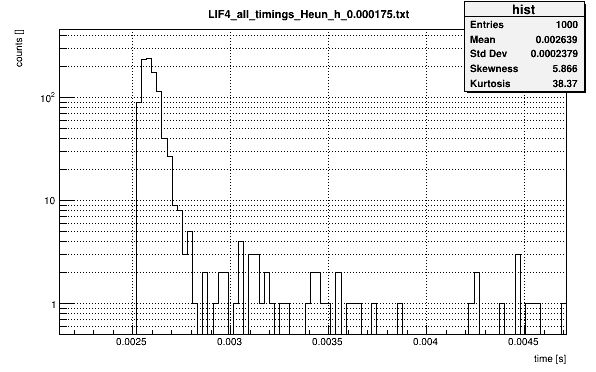 LIF4_all_timings_Heun_h_0.000175.txt
hist
Entries 1000
Mean 0.002639
Std Dev 0.0002379
Skewness 5.866
Kurtosis 38.37
counts []
10²
10
1
0.0025 0.003 0.0035 0.004 0.0045
time [s]